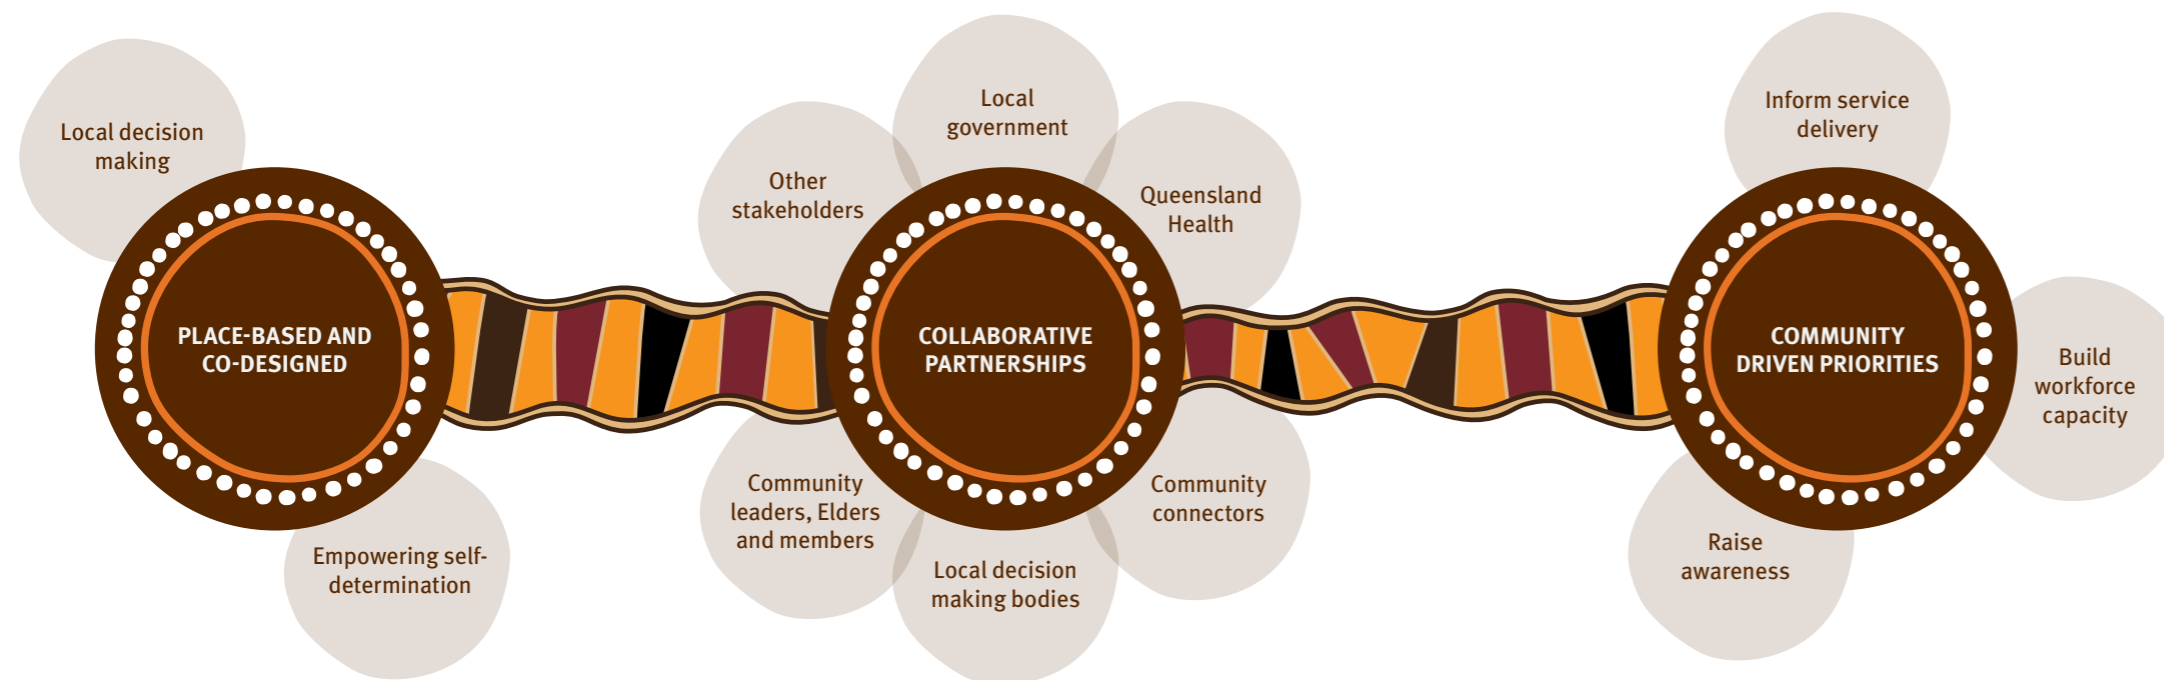 Local decision
making
PLACE-BASED AND
CO-DESIGNED
Empowering self-
determination
Other
stakeholders
Local
government
Queensland
Health
COLLABORATIVE
PARTNERSHIPS
Community
leaders, Elders
and members
Local decision
making bodies
Community
connectors
Inform service
delivery
COMMUNITY
DRIVEN PRIORITIES
Build
workforce
capacity
Raise
awareness